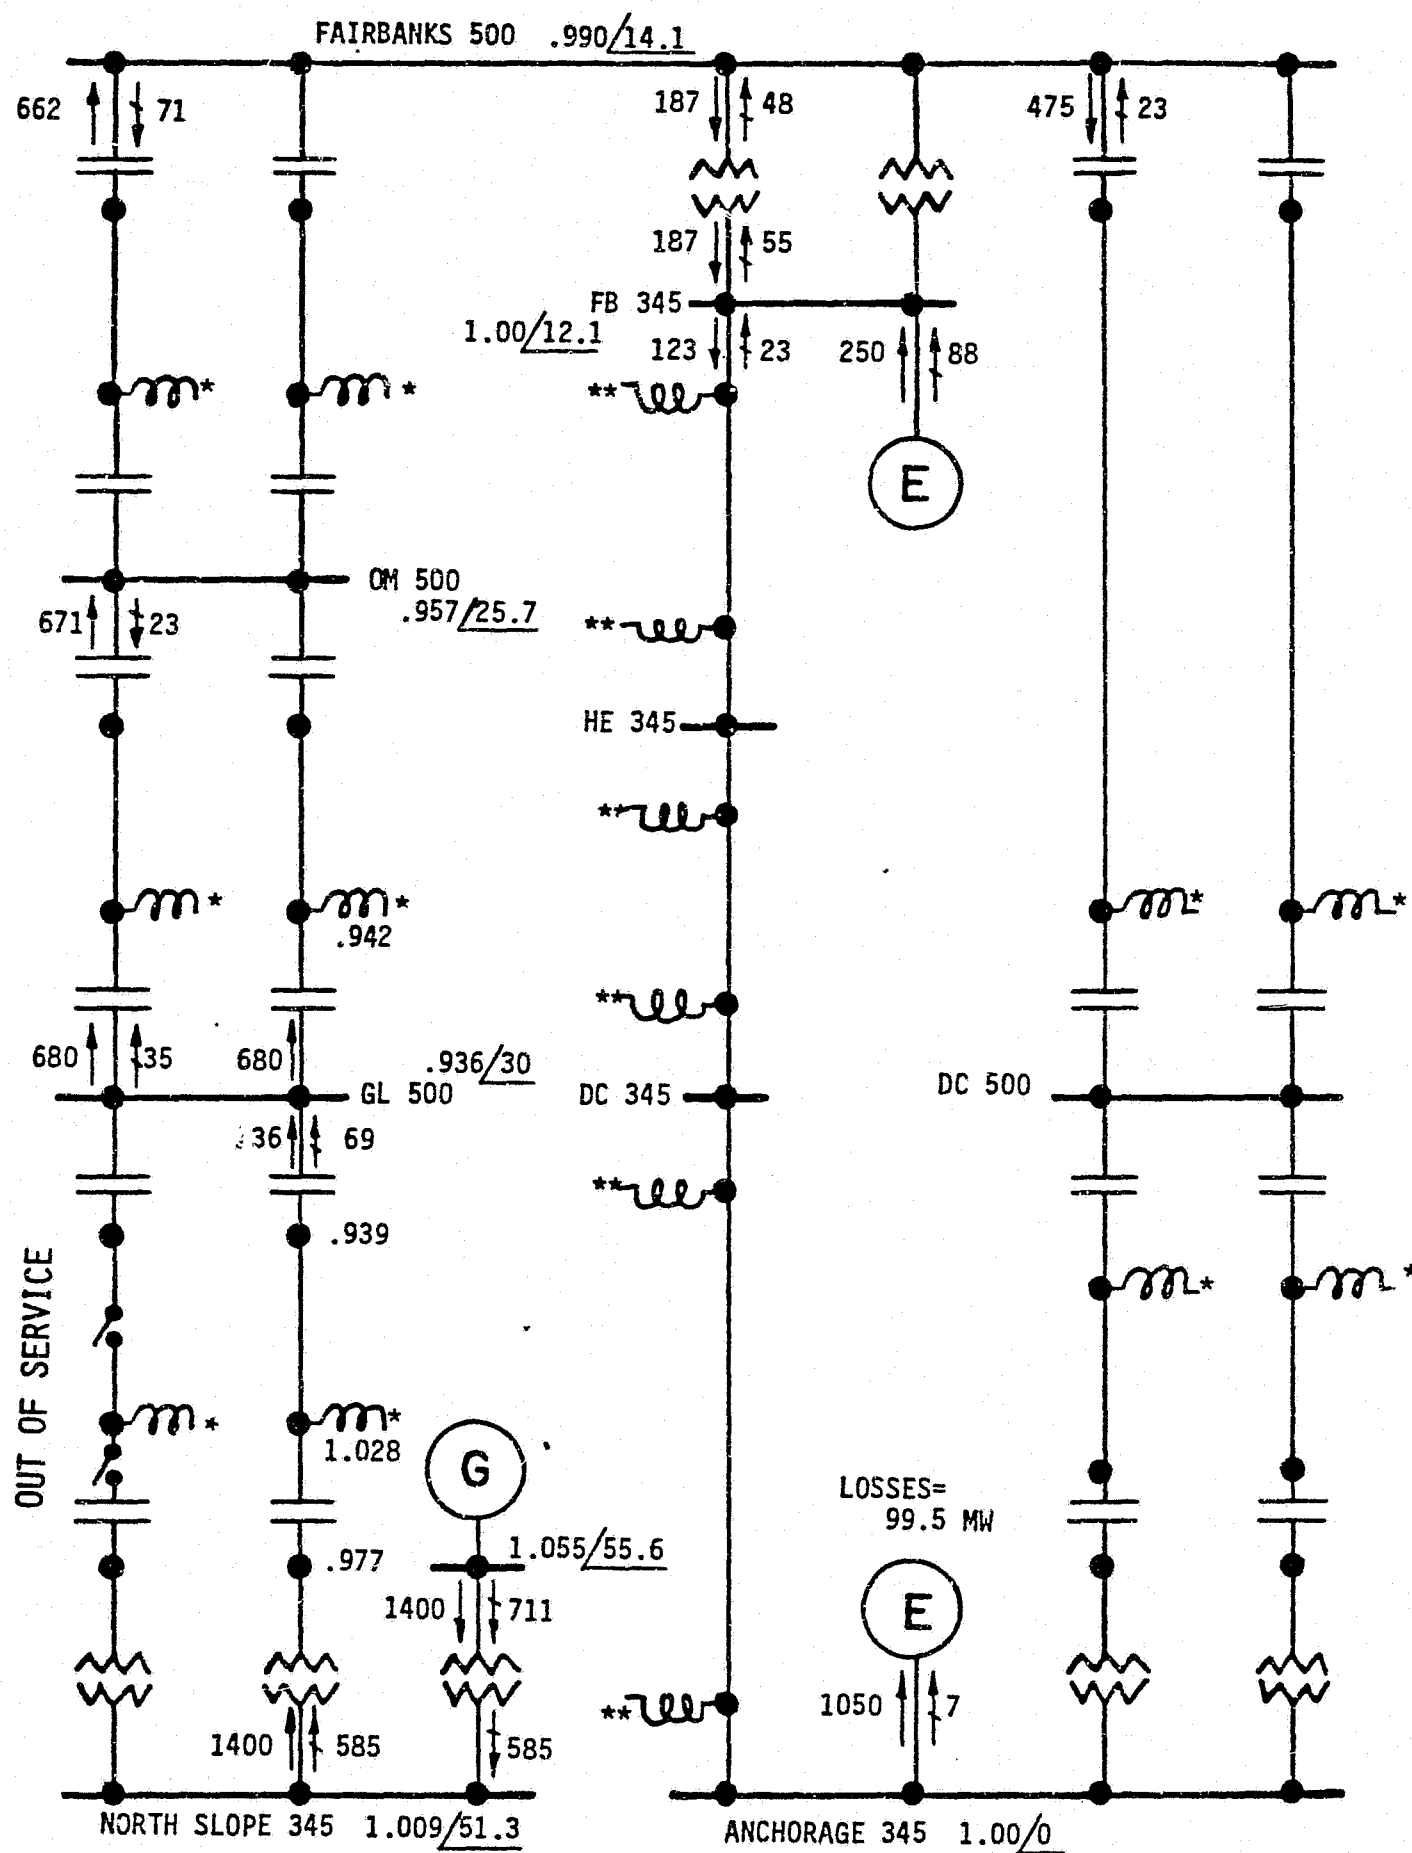 FAIRBANKS 500 .990/14.1
662 71 187 48 475 23
187 55
FB 345
1.00/12.1
123 23 250 88
** 
* *
E
OM 500
.957/25.7
671 23
**
HE 345
**
* * * *
.942
**
680 35 680 .936/30
GL 500 DC 345 DC 500
36 69
**
.939
* *
OUT OF SERVICE
* *
1.028
G
LOSSES=
99.5 MW
.977 1.055/55.6
1400 711
E
1050 7
**
1400 585 585
NORTH SLOPE 345 1.009/51.3
ANCHORAGE 345 1.00/0